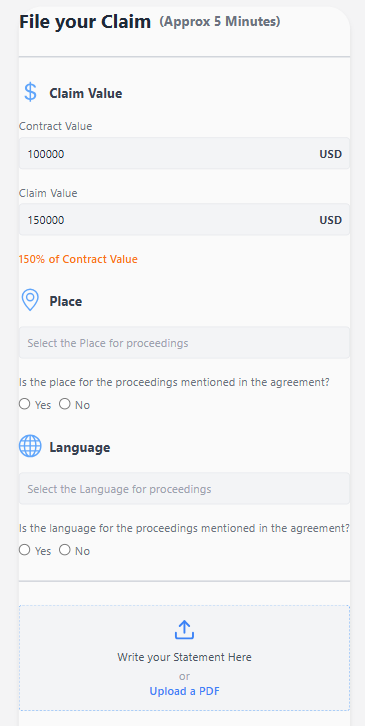 File your Claim (Approx 5 Minutes)
$ Claim Value
Contract Value
100000 USD
Claim Value
150000 USD
150% of Contract Value
Place
Select the Place for proceedings
Is the place for the proceedings mentioned in the agreement?
Yes No
Language
Select the Language for proceedings
Is the language for the proceedings mentioned in the agreement?
Yes No
Write your Statement Here
or
Upload a PDF